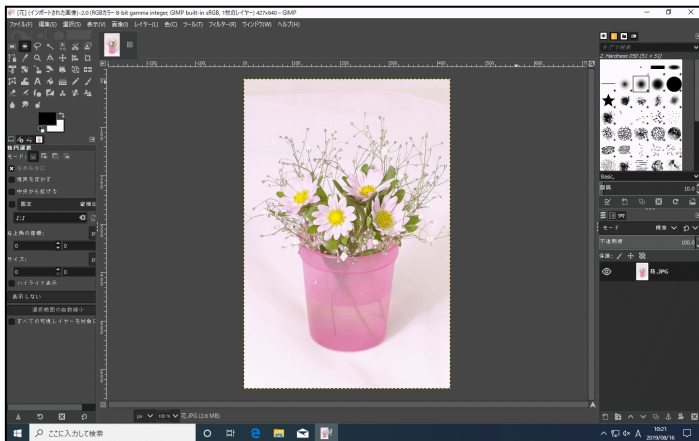 [花] (インポートされた画像)-2.0 (RGBカラー 8-bit gamma integer, GIMP built-in sRGB, 1枚のレイヤー) 427x640 – GIMP
ファイル(F) 編集(E) 選択(S) 表示(V) 画像(I) レイヤー(L) 色(C) ツール(T) フィルター(R) ウィンドウ(W) ヘルプ(H)
楕円選択
モード:
なめらかに
境界をぼかす
中央から拡げる
固定
縦横比
1:1
左上角の座標:
px
0 0
サイズ:
px
0 0
ハイライト表示
表示しない
選択範囲の自動縮小
すべての可視レイヤーを対象に
px 100 % 花.JPG (2.6 MB)
タグで検索
2. Hardness 050 (51 × 51)
Basic,
間隔 10.0
モード 標準
不透明度 100.0
保護:
花.JPG
ここに入力して検索
A
10:21
2019/08/16